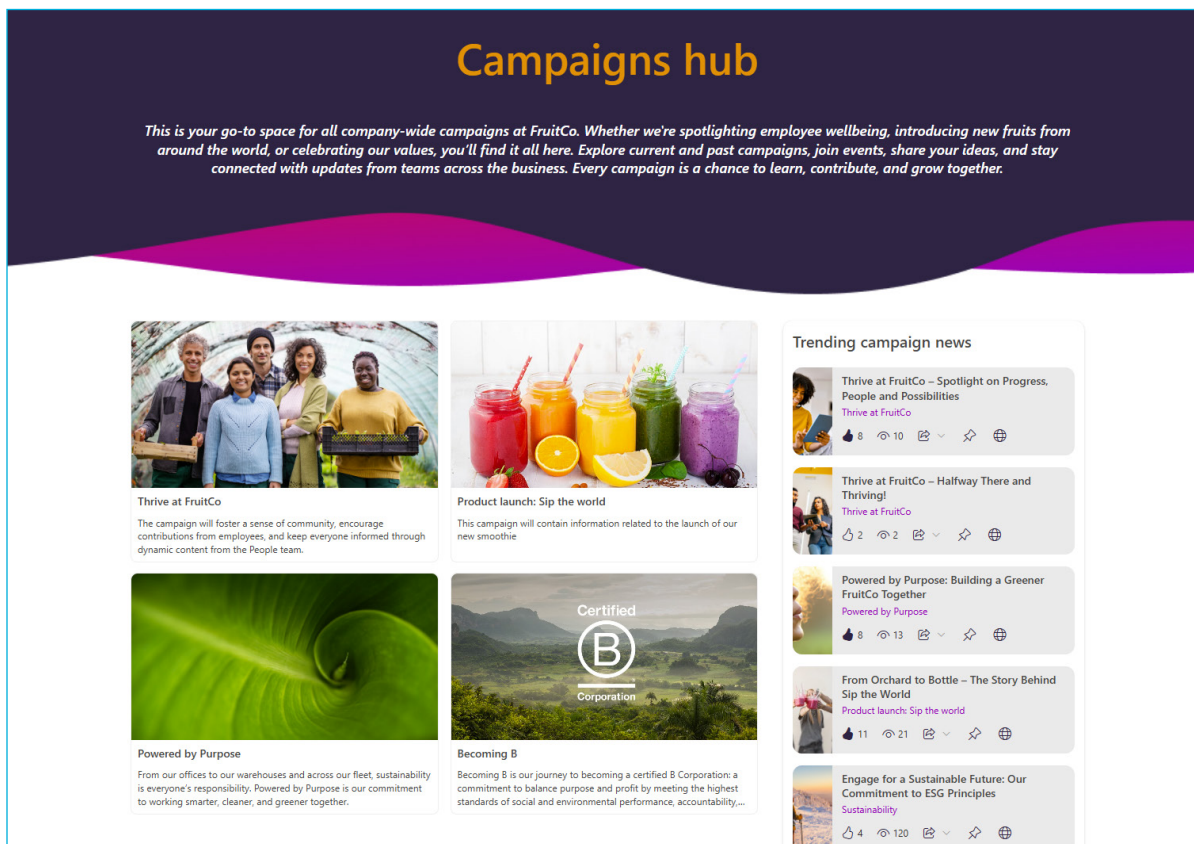 Campaigns hub
This is your go-to space for all company-wide campaigns at FruitCo. Whether we're spotlighting employee wellbeing, introducing new fruits from
around the world, or celebrating our values, you'll find it all here. Explore current and past campaigns, join events, share your ideas, and stay
connected with updates from teams across the business. Every campaign is a chance to learn, contribute, and grow together.
Thrive at FruitCo
The campaign will foster a sense of community, encourage
contributions from employees, and keep everyone informed through
dynamic content from the People team.
Product launch: Sip the world
This campaign will contain information related to the launch of our
new smoothie
Certified
B
Corporation
Powered by Purpose
From our offices to our warehouses and across our fleet, sustainability
is everyone's responsibility. Powered by Purpose is our commitment
to working smarter, cleaner, and greener together.
Becoming B
Becoming B is our journey to becoming a certified B Corporation: a
commitment to balance purpose and profit by meeting the highest
standards of social and environmental performance, accountability,...
Trending campaign news
Thrive at FruitCo – Spotlight on Progress,
People and Possibilities
Thrive at FruitCo
8 10
Thrive at FruitCo – Halfway There and
Thriving!
Thrive at FruitCo
2 2
Powered by Purpose: Building a Greener
FruitCo Together
Powered by Purpose
8 13
From Orchard to Bottle – The Story Behind
Sip the World
Product launch: Sip the world
11 21
Engage for a Sustainable Future: Our
Commitment to ESG Principles
Sustainability
4 120